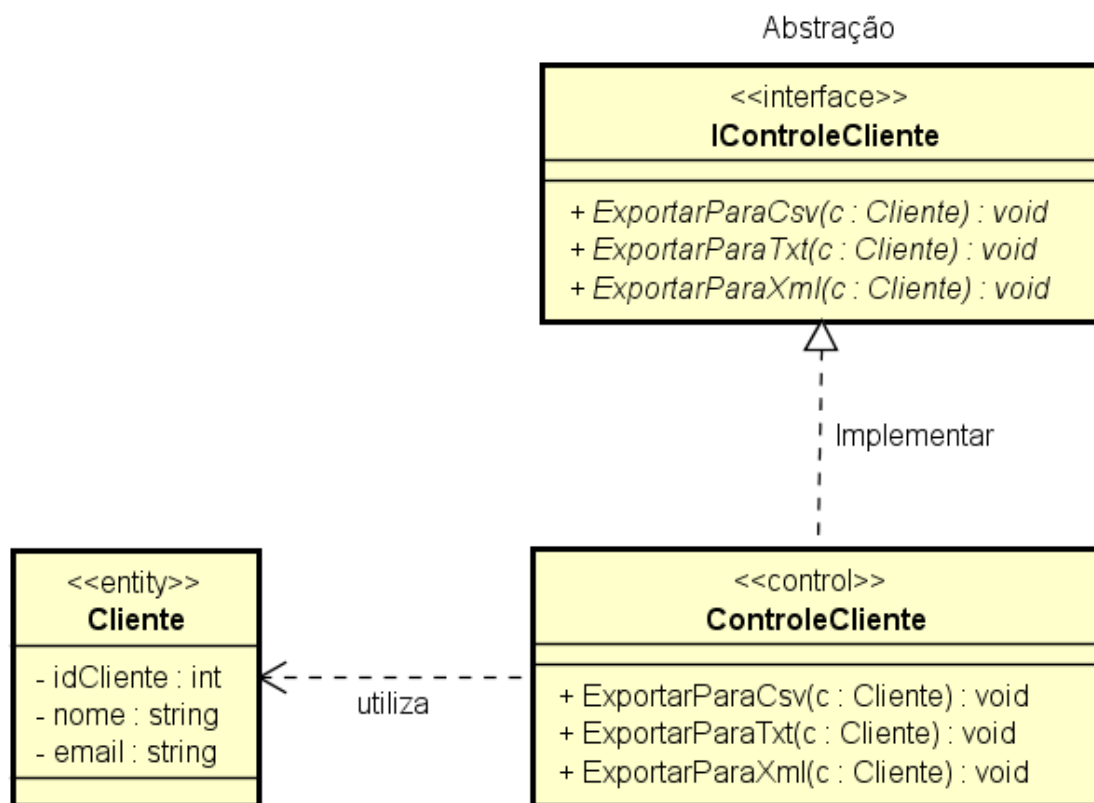 Abstração
<<interface>>
IControleCliente
+ ExportarParaCsv(c : Cliente) : void
+ ExportarParaTxt(c : Cliente) : void
+ ExportarParaXml(c : Cliente) : void
Implementar
<<entity>>
Cliente
- idCliente : int
- nome : string
- email : string
utiliza
<<control>>
ControleCliente
+ ExportarParaCsv(c : Cliente) : void
+ ExportarParaTxt(c : Cliente) : void
+ ExportarParaXml(c : Cliente) : void